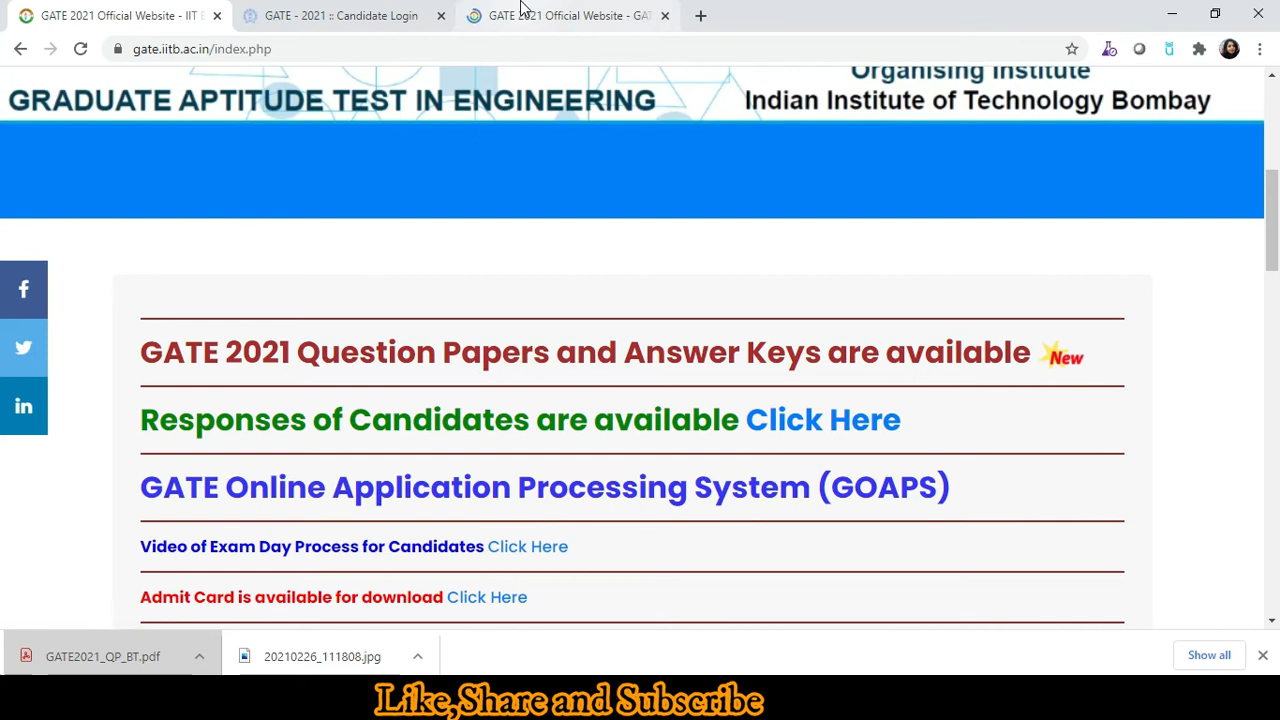 GATE 2021 Official Website - IIT B
GATE - 2021 :: Candidate Login
GATE 2021 Official Website - GAT
gate.iitb.ac.in/index.php
Organising Institute
GRADUATE APTITUDE TEST IN ENGINEERING
Indian Institute of Technology Bombay
GATE 2021 Question Papers and Answer Keys are available New
Responses of Candidates are available Click Here
GATE Online Application Processing System (GOAPS)
Video of Exam Day Process for Candidates Click Here
Admit Card is available for download Click Here
GATE2021_QP_BT.pdf
20210226_111808.jpg
Show all
Like,Share and Subscribe